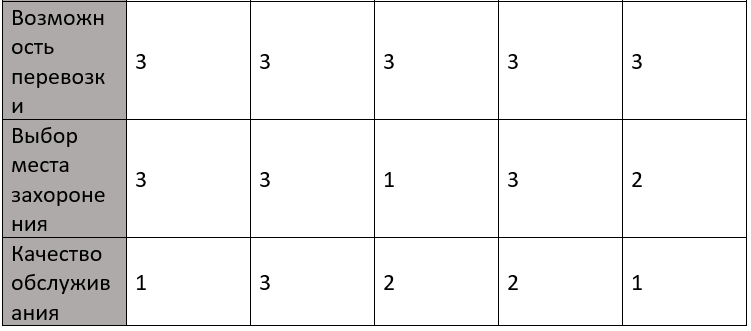 Возможн
ость
перевозк
и
3 3 3 3 3
Выбор
места
захороне
ния
3 3 1 3 2
Качество
обслужив
ания
1 3 2 2 1